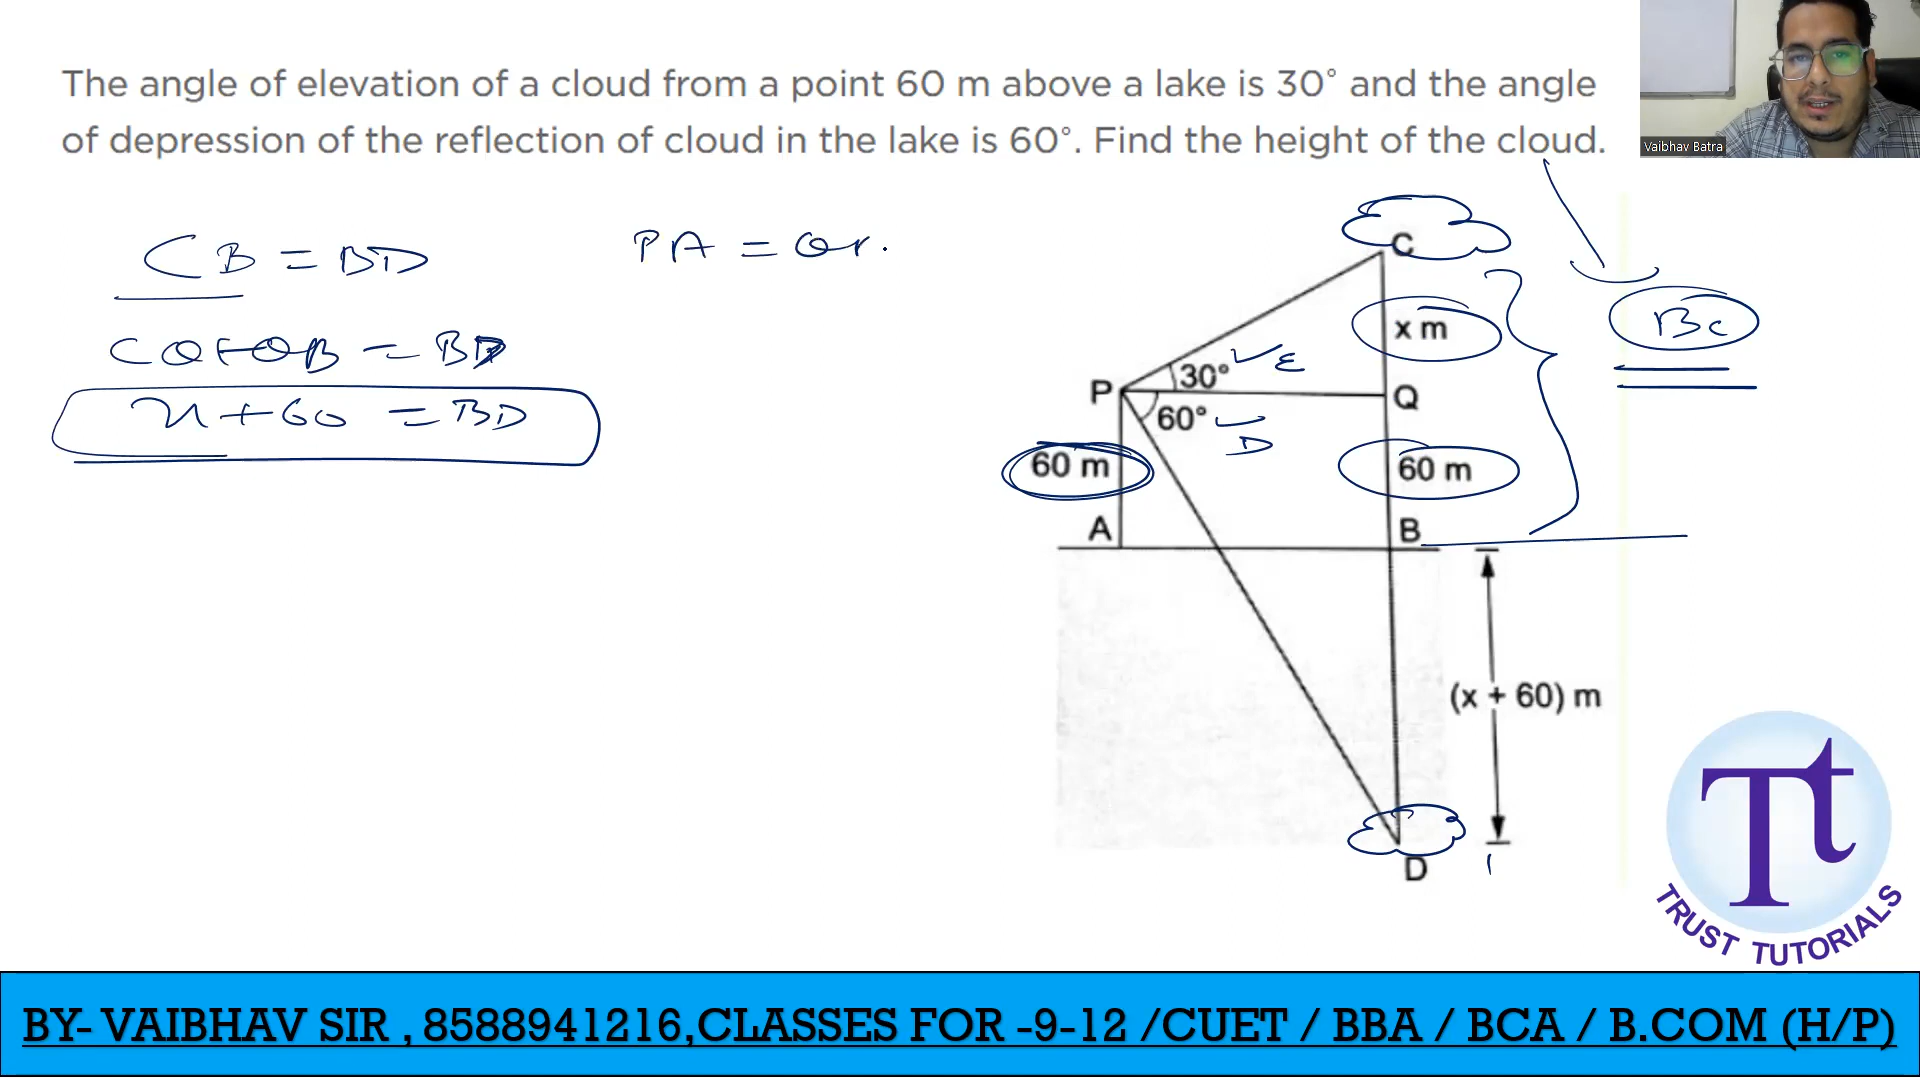 The angle of elevation of a cloud from a point 60 m above a lake is 30° and the angle
of depression of the reflection of cloud in the lake is 60°. Find the height of the cloud.
Vaibhav Batra
CB = BD
PA =
CQ + QB = BD
x + 60 = BD
C
x m
BC
30°
E
P
Q
60°
D
60 m
60 m
A
B
(x + 60) m
D
Tt
TRUST TUTORIALS
BY- VAIBHAV SIR , 8588941216,CLASSES FOR -9-12 /CUET / BBA / BCA / B.COM (H/P)